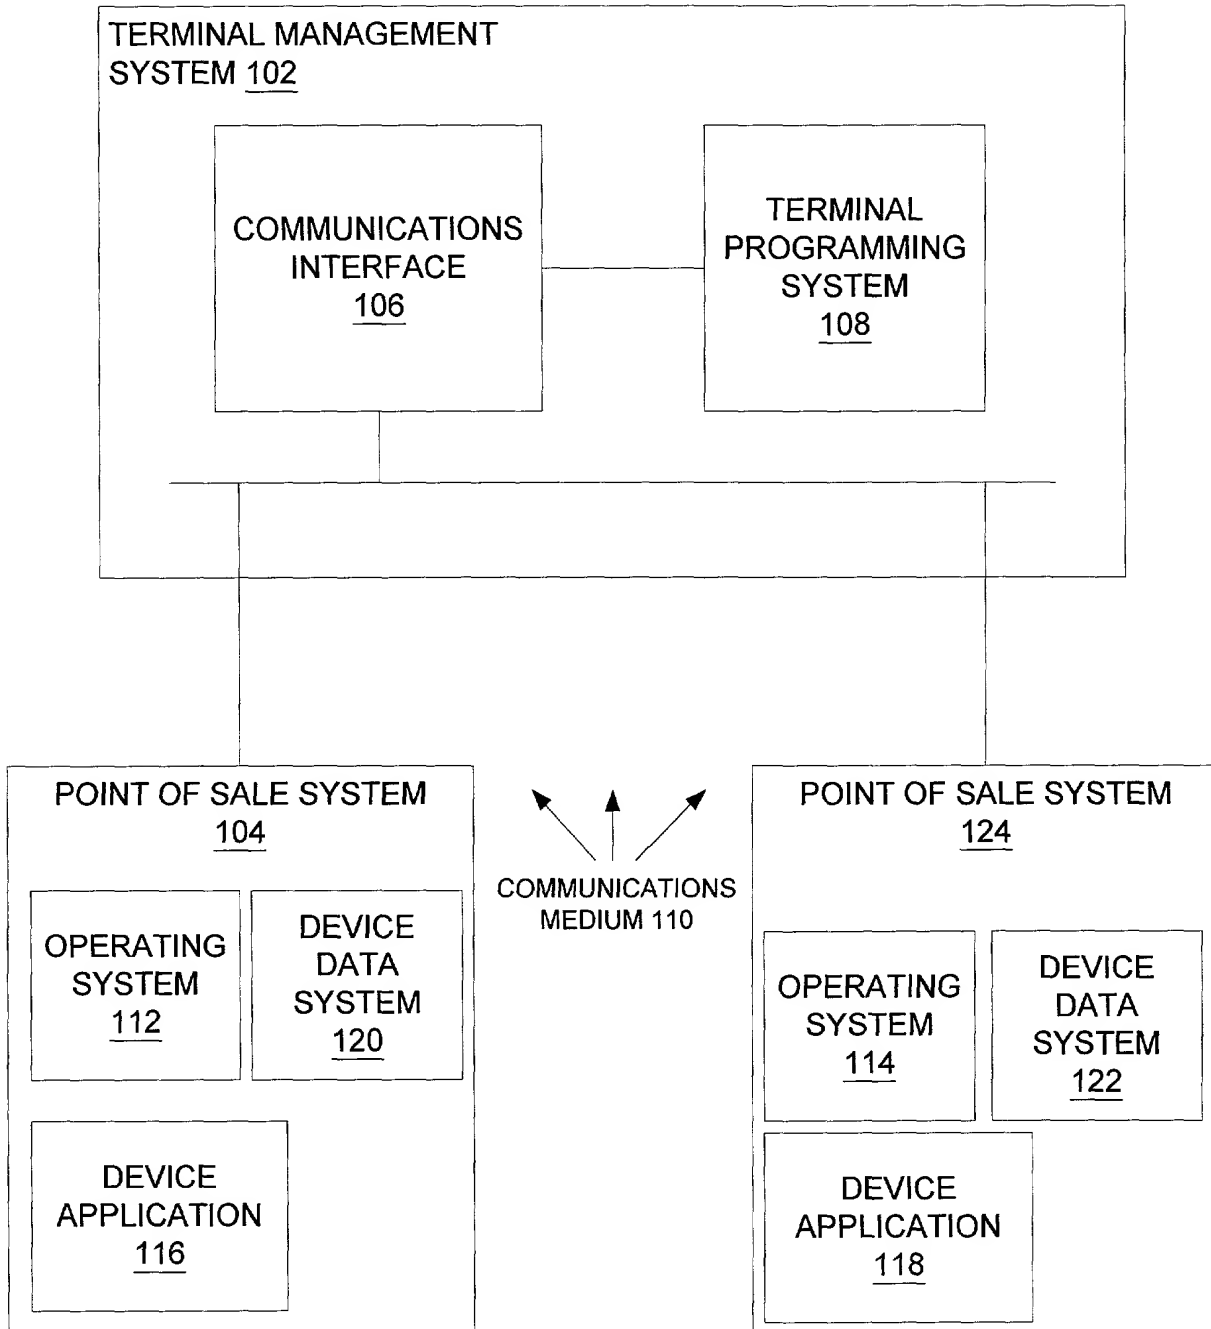 TERMINAL MANAGEMENT
SYSTEM 102
COMMUNICATIONS
INTERFACE
106
TERMINAL
PROGRAMMING
SYSTEM
108
POINT OF SALE SYSTEM
104
OPERATING
SYSTEM
112
DEVICE
DATA
SYSTEM
120
DEVICE
APPLICATION
116
COMMUNICATIONS
MEDIUM 110
POINT OF SALE SYSTEM
124
OPERATING
SYSTEM
114
DEVICE
DATA
SYSTEM
122
DEVICE
APPLICATION
118